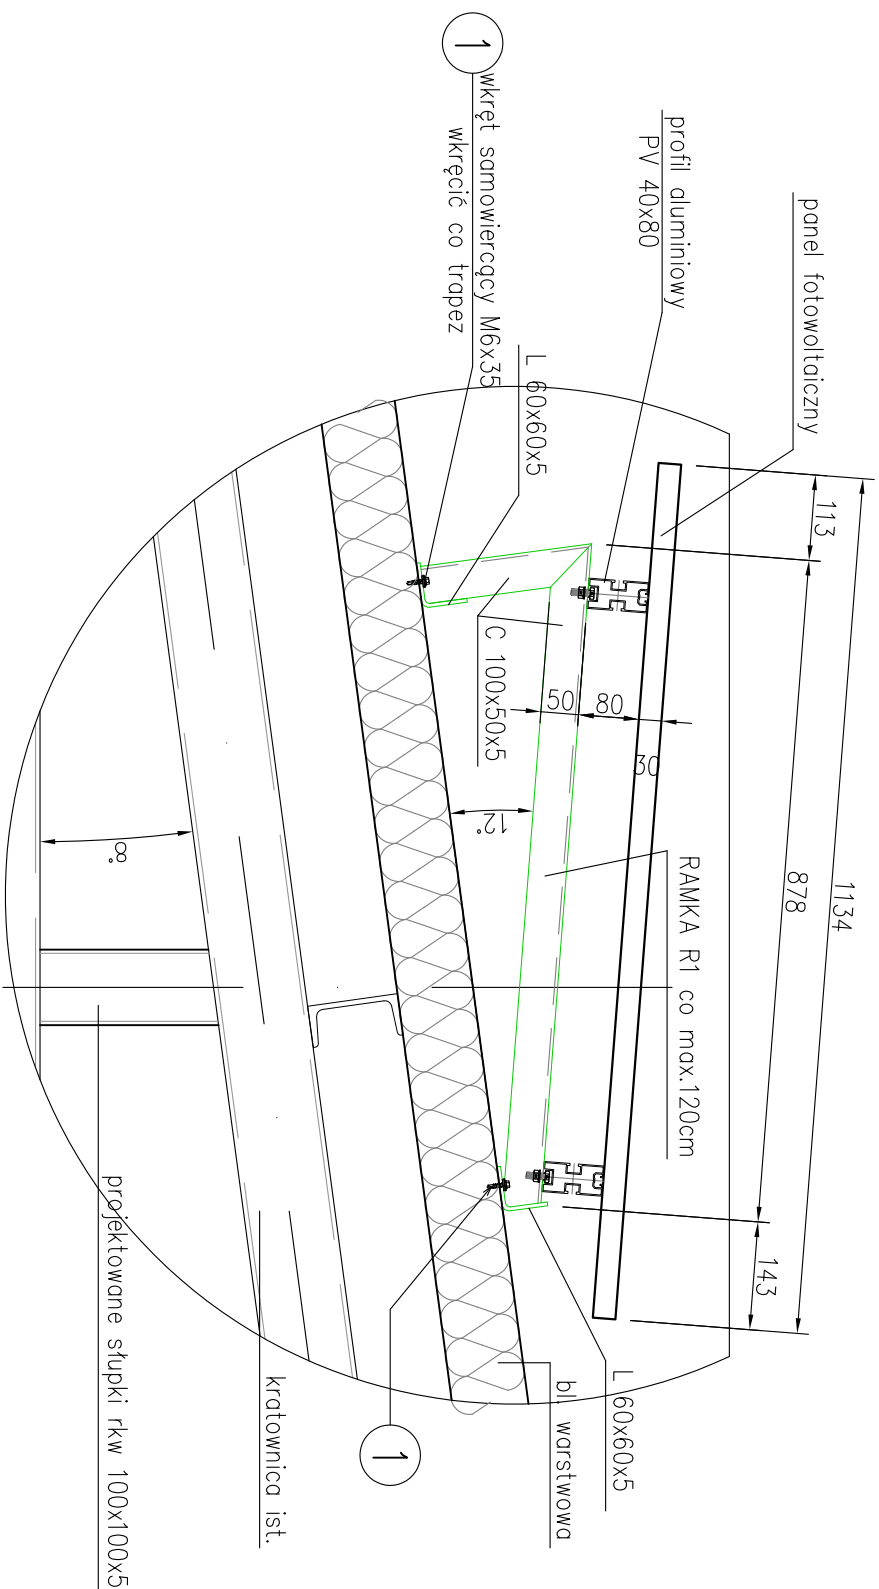 1134
113
878
143
panel fotowoltaiczny
profil aluminiowy
PV 40x80
1
wkręt samowiercący M6x35
wkręcić co trapez
L 60x60x5
C 100x50x5
50
80
30
12°
RAMKA R1 co max.120cm
8°
L 60x60x5
bl. warstwowa
1
kratownica ist.
projektowane słupki rkw 100x100x5